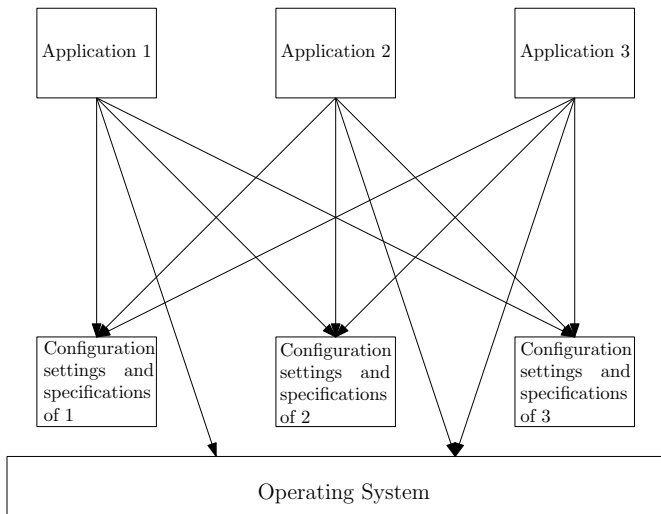 Application 1
Application 2
Application 3
Configuration
settings and
specifications
of 1
Configuration
settings and
specifications
of 2
Configuration
settings and
specifications
of 3
Operating System